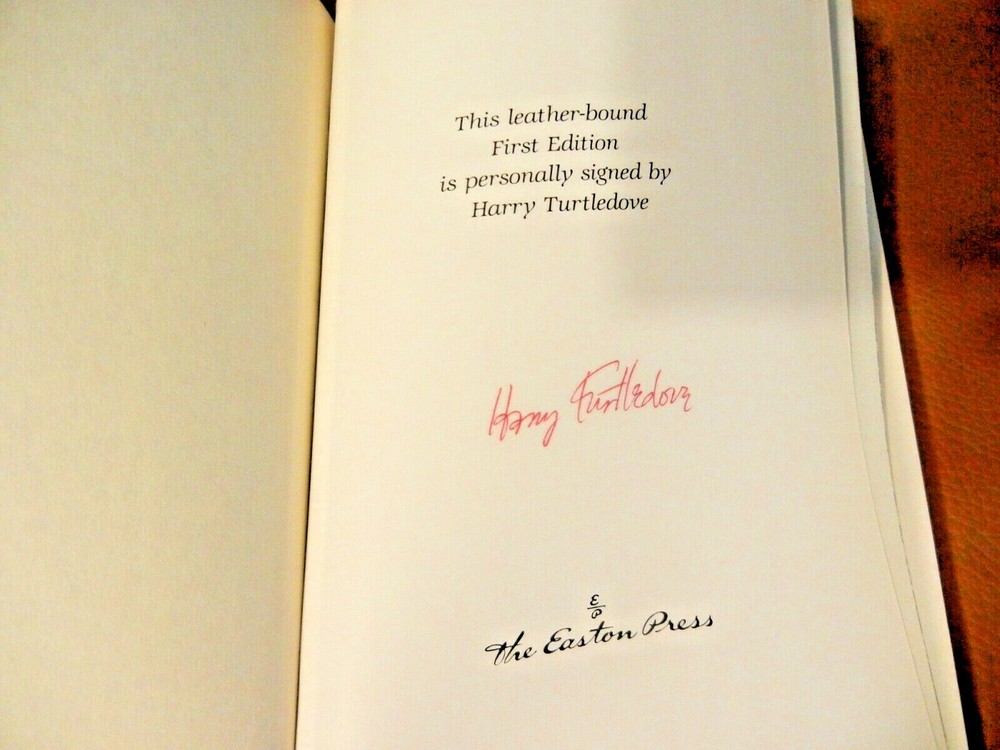 This leather-bound
First Edition
is personally signed by
Harry Turtledove
Harry Turtledove
E
P
the Easton Press